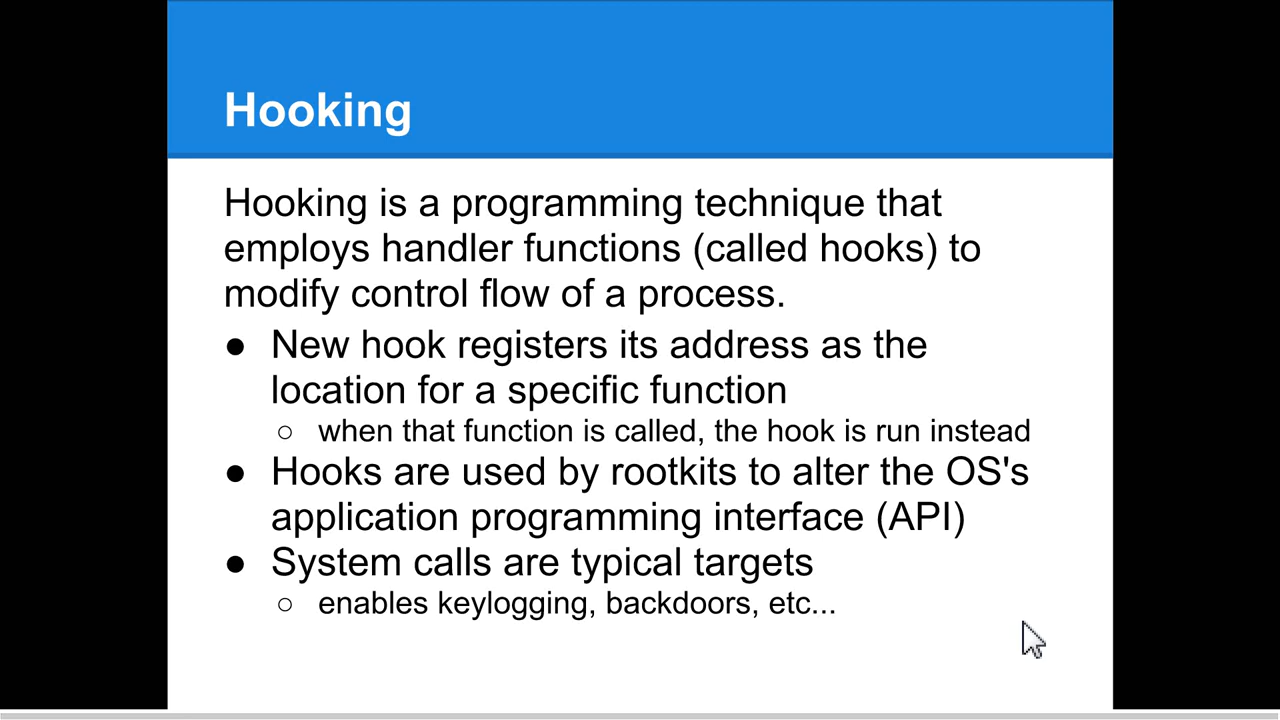 Hooking
Hooking is a programming technique that
employs handler functions (called hooks) to
modify control flow of a process.
● New hook registers its address as the
location for a specific function
○ when that function is called, the hook is run instead
● Hooks are used by rootkits to alter the OS's
application programming interface (API)
● System calls are typical targets
○ enables keylogging, backdoors, etc...